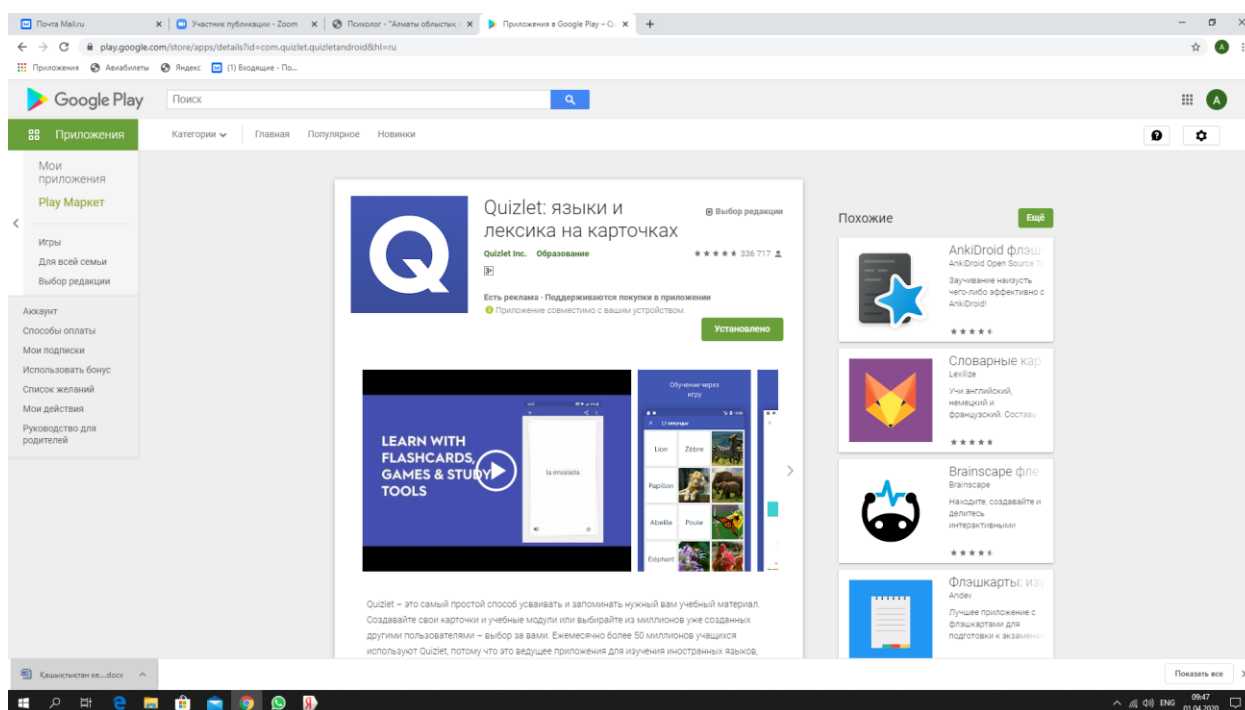 Почта Mail.ru
Участник публикации - Zoom
Психолог - "Алматы облыстық
Приложения в Google Play – Qu
play.google.com/store/apps/details?id=com.quizlet.quizletandroid&hl=ru
A
Приложения
Авиабилеты
Яндекс
(1) Входящие - По...
Google Play
Поиск
A
Приложения
Категории
Главная
Популярное
Новинки
Мои
приложения
Play Маркет
Игры
Для всей семьи
Выбор редакции
Аккаунт
Способы оплаты
Мои подписки
Использовать бонус
Список желаний
Мои действия
Руководство для
родителей
Q
Quizlet: языки и
лексика на карточках
Выбор редакции
Quizlet Inc. Образование
336 717
3+
Есть реклама · Поддерживаются покупки в приложении
Приложение совместимо с вашим устройством.
Установлено
LEARN WITH
FLASHCARDS,
GAMES & STUDY
TOOLS
la ensalada
Обучение через
игру
Lion
Zèbre
Papillon
Abeille
Poule
Éléphant
Quizlet – это самый простой способ усваивать и запоминать нужный вам учебный материал.
Создавайте свои карточки и учебные модули или выбирайте из миллионов уже созданных
другими пользователями – выбор за вами. Ежемесячно более 50 миллионов учащихся
используют Quizlet, потому что это ведущее приложения для изучения иностранных языков,
Похожие
Ещё
AnkiDroid флэш-
AnkiDroid Open Source Te
Заучивание наизусть
чего-либо эффективно с
AnkiDroid!
Словарные кар
Lexilize
Учи английский,
немецкий и
французский. Составь
Brainscape фле
Brainscape
Находите, создавайте и
делитесь
интерактивными
Флэшкарты: изу
Andev
Лучшее приложение с
флэшкартами для
подготовки к экзаменам
Қашықтықтан ке....docx
Показать все
ENG
09:47
01.04.2020